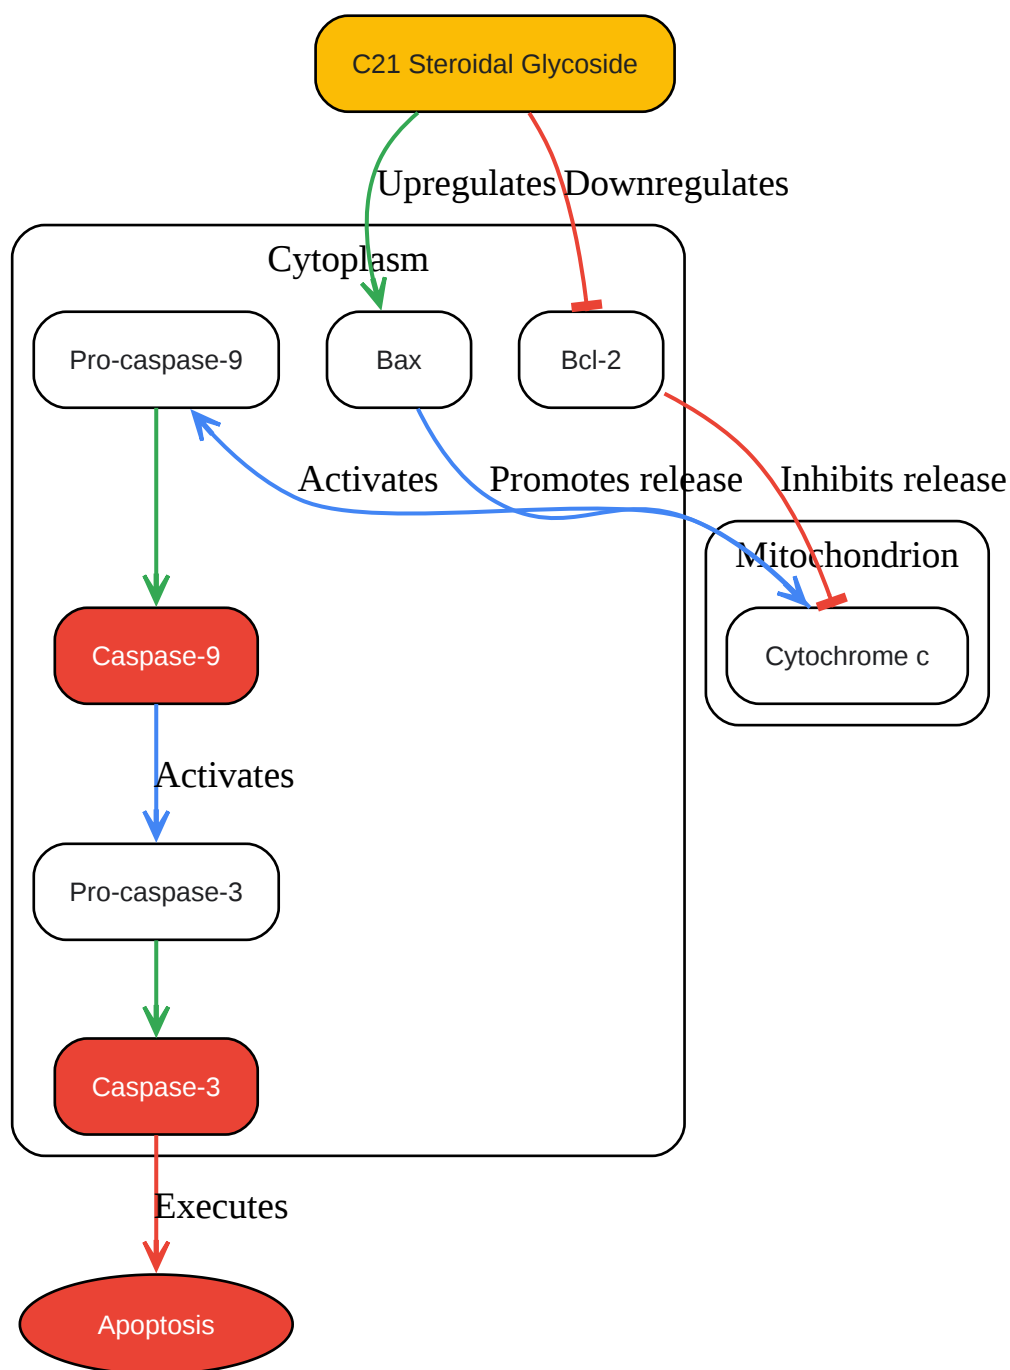 C21 Steroidal Glycoside
Upregulates
Downregulates
Cytoplasm
Pro-caspase-9
Bax
Bcl-2
Activates
Promotes release
Inhibits release
Mitochondrion
Caspase-9
Cytochrome c
Activates
Pro-caspase-3
Caspase-3
Executes
Apoptosis